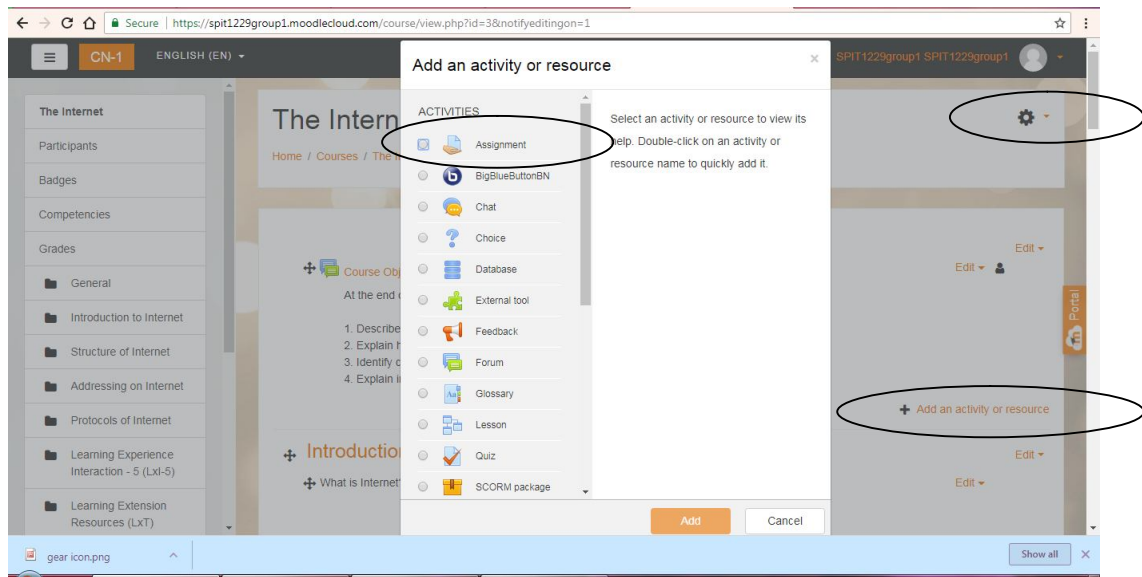 Secure | https://spit1229group1.moodlecloud.com/course/view.php?id=3&notifyeditingon=1
CN-1
ENGLISH (EN)
SPIT1229group1 SPIT1229group1
The Internet
Participants
Badges
Competencies
Grades
General
Introduction to Internet
Structure of Internet
Addressing on Internet
Protocols of Internet
Learning Experience
Interaction - 5 (LxI-5)
Learning Extension
Resources (LxT)
The Intern
Home / Courses / The I
Course Obj
At the end
1. Describe
2. Explain
3. Identify
4. Explain
Introductio
What is Internet
Add an activity or resource
×
ACTIVITIES
Assignment
BigBlueButtonBN
Chat
Choice
Database
External tool
Feedback
Forum
Glossary
Lesson
Quiz
SCORM package
Select an activity or resource to view its
help. Double-click on an activity or
resource name to quickly add it.
Add
Cancel
Edit
Edit
+ Add an activity or resource
Edit
Edit
Portal
gear icon.png
Show all